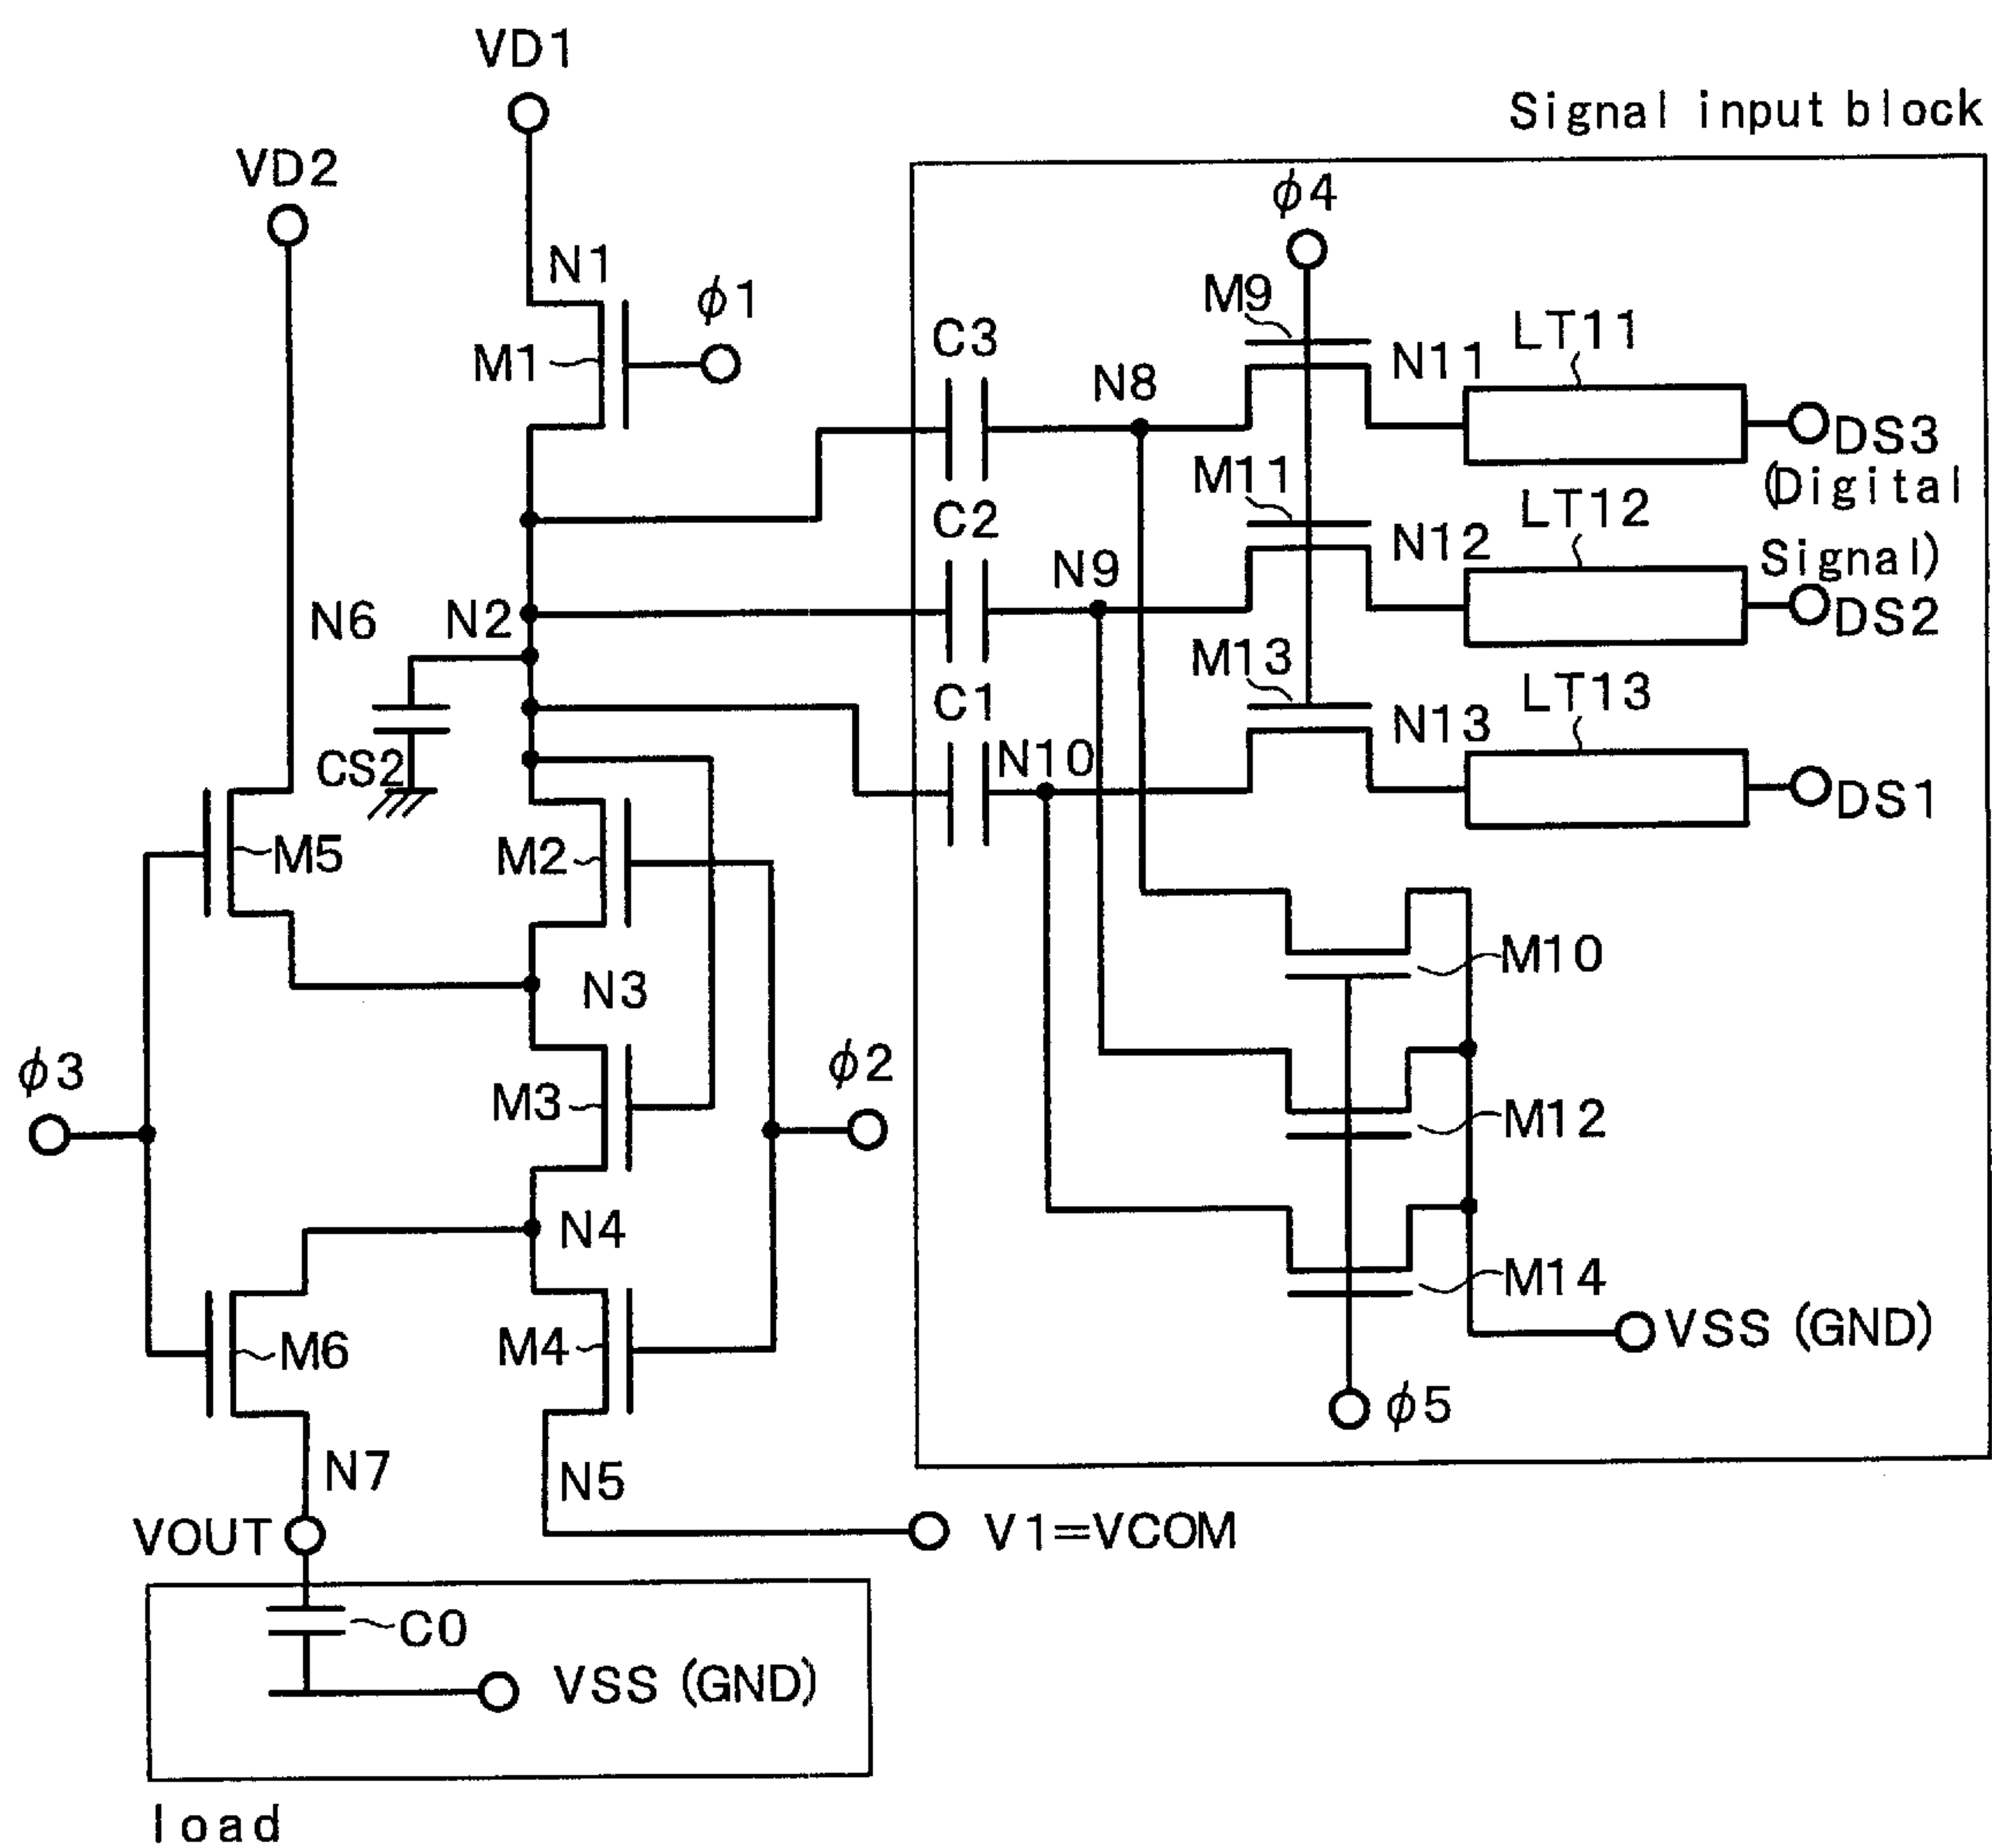 VD1
Signal input block
VD2
ϕ4
N1
ϕ1
M9
LT11
C3
N11
M1
N8
DS3
(Digital
M11
LT12
C2
N12
Signal)
N9
N6
N2
DS2
M13
LT13
C1
N13
N10
CS2
DS1
M5
M2
M10
N3
ϕ3
ϕ2
M3
M12
N4
M14
M6
M4
VSS (GND)
ϕ5
N7
N5
VOUT
V1=VCOM
C0
VSS (GND)
load